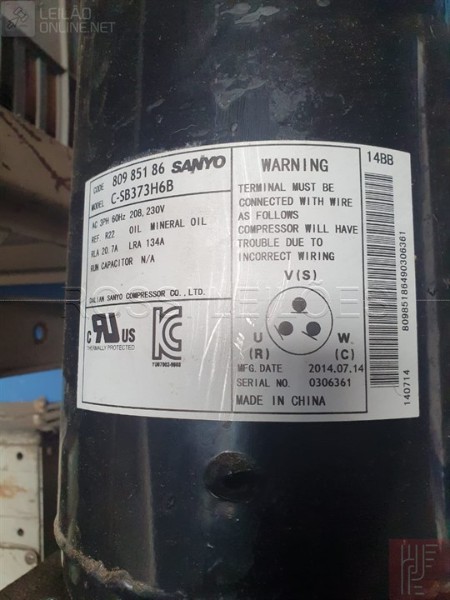 LEILÃO
ONLINE.NET
CODE 809 851 86 SANYO
MODEL C-SB373H6B
AC 3PH 60Hz 208,230V
REF R22 OIL MINERAL OIL
RLA 20.7A LRA 134A
RUN CAPACITOR N/A
DALIAN SANYO COMPRESSOR CO., LTD.
C UL US
THERMALLY PROTECTED
WARNING
TERMINAL MUST BE
CONNECTED WITH WIRE
AS FOLLOWS
COMPRESSOR WILL HAVE
TROUBLE DUE TO
INCORRECT WIRING
V(S)
U W
(R) (C)
MFG.DATE 2014.07.14
SERIAL NO. 0306361
MADE IN CHINA
14BB
80985186490306361
140714